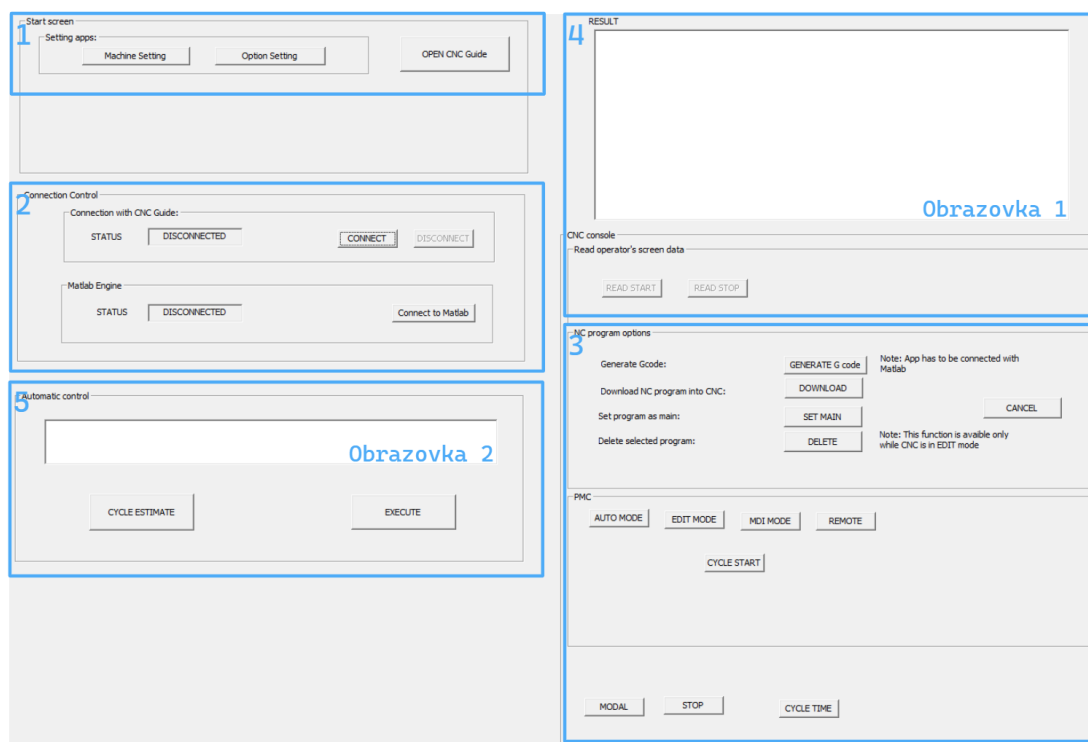 Start screen
1
Setting apps:
Machine Setting
Option Setting
OPEN CNC Guide
Connection Control
2
Connection with CNC Guide:
STATUS
DISCONNECTED
CONNECT
DISCONNECT
Matlab Engine
STATUS
DISCONNECTED
Connect to Matlab
5
Automatic control
Obrazovka 2
CYCLE ESTIMATE
EXECUTE
4
RESULT
Obrazovka 1
CNC console
Read operator's screen data
READ START
READ STOP
NC program options
3
Generate Gcode:
GENERATE G code
Note: App has to be connected with
Matlab
Download NC program into CNC:
DOWNLOAD
CANCEL
Set program as main:
SET MAIN
Delete selected program:
DELETE
Note: This function is avaible only
while CNC is in EDIT mode
PMC
AUTO MODE
EDIT MODE
MDI MODE
REMOTE
CYCLE START
MODAL
STOP
CYCLE TIME